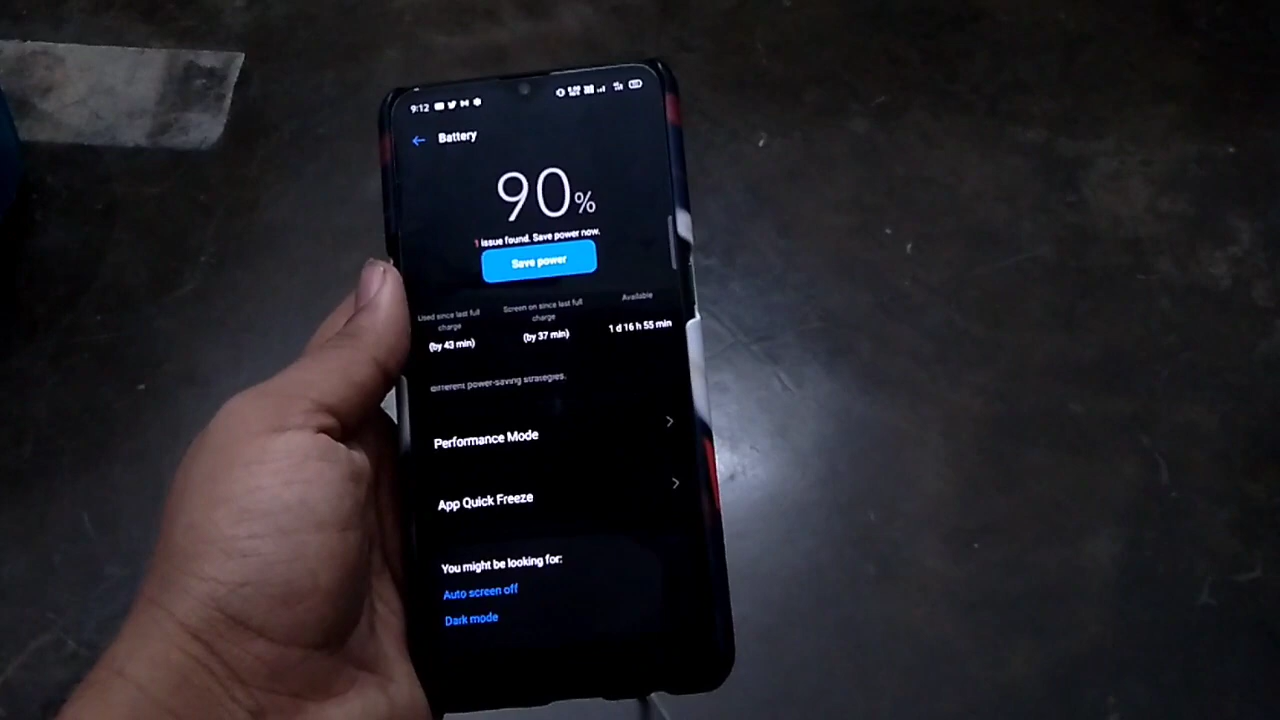 9:12
Battery
90%
1 issue found. Save power now.
Save power
Used since last full
charge
(by 43 min)
Screen on since last full
charge
(by 37 min)
Available
1 d 16 h 55 min
different power-saving strategies.
Performance Mode
App Quick Freeze
You might be looking for:
Auto screen off
Dark mode